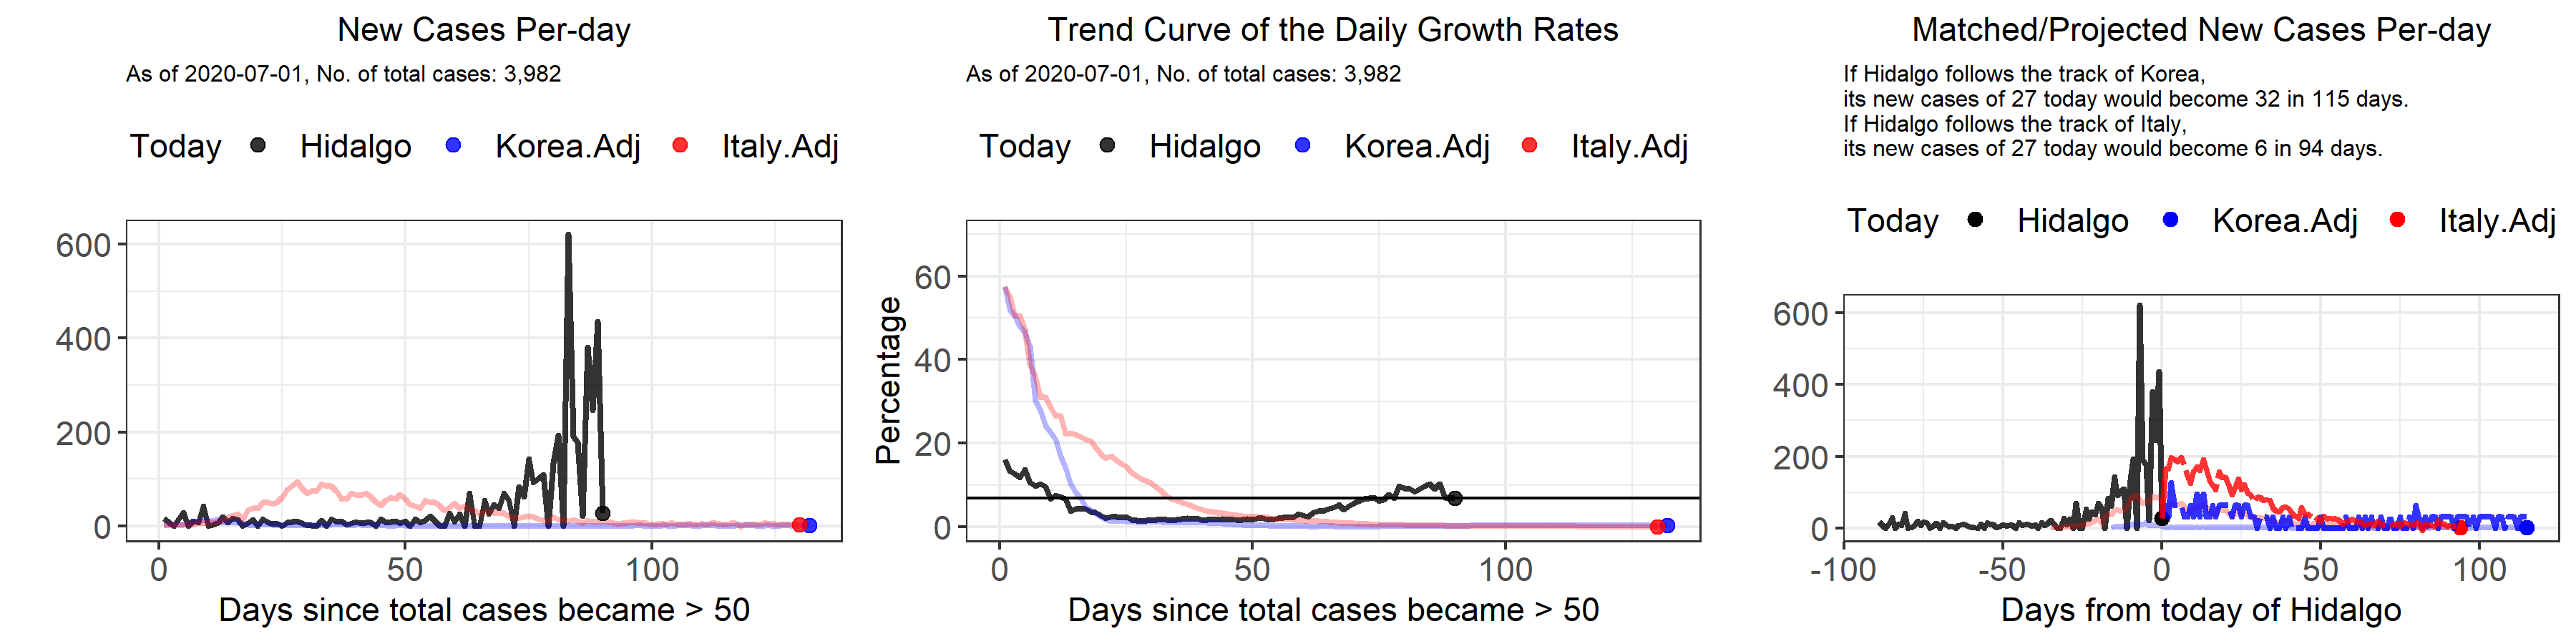 New Cases Per-day
As of 2020-07-01, No. of total cases: 3,982
Today Hidalgo Korea.Adj Italy.Adj
600
400
200
0
0 50 100
Days since total cases became > 50
Trend Curve of the Daily Growth Rates
As of 2020-07-01, No. of total cases: 3,982
Today Hidalgo Korea.Adj Italy.Adj
Percentage
60
40
20
0
0 50 100
Days since total cases became > 50
Matched/Projected New Cases Per-day
If Hidalgo follows the track of Korea,
its new cases of 27 today would become 32 in 115 days.
If Hidalgo follows the track of Italy,
its new cases of 27 today would become 6 in 94 days.
Today Hidalgo Korea.Adj Italy.Adj
600
400
200
0
-100 -50 0 50 100
Days from today of Hidalgo